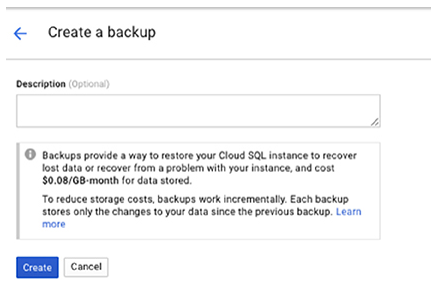 Create a backup
Description (Optional)
Backups provide a way to restore your Cloud SQL instance to recover
lost data or recover from a problem with your instance, and cost
$0.08/GB-month for data stored.
To reduce storage costs, backups work incrementally. Each backup
stores only the changes to your data since the previous backup. Learn
more
Create Cancel